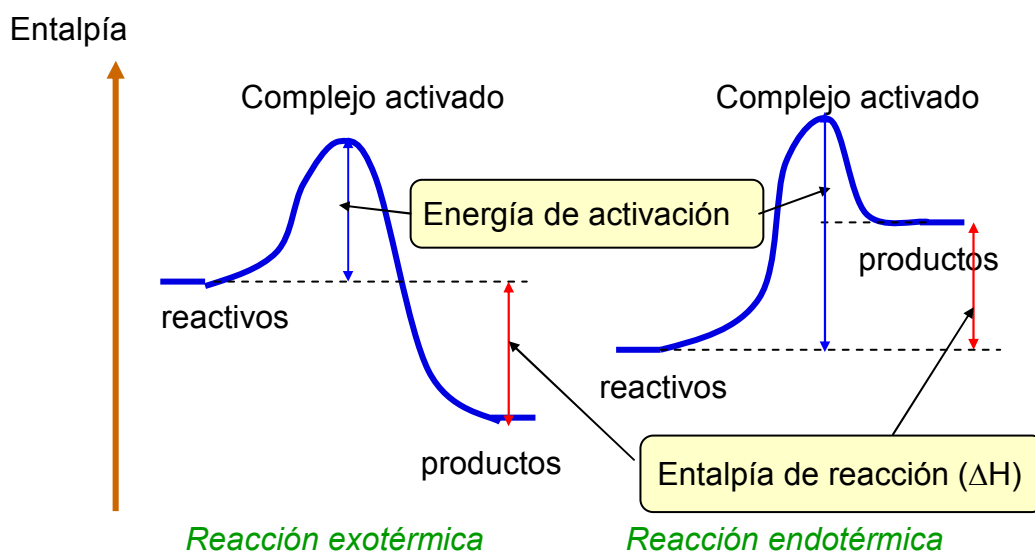 Entalpía
Complejo activado
Complejo activado
Energía de activación
productos
reactivos
reactivos
productos
Entalpía de reacción (∆H)
Reacción exotérmica
Reacción endotérmica